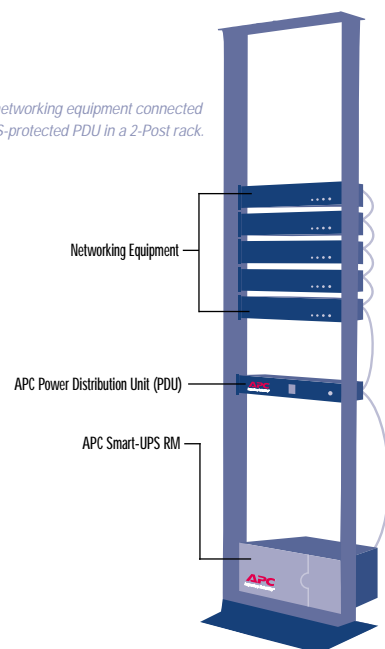 networking equipment connected
S-protected PDU in a 2-Post rack.
Networking Equipment
APC Power Distribution Unit (PDU)
APC
APC Smart-UPS RM
APC